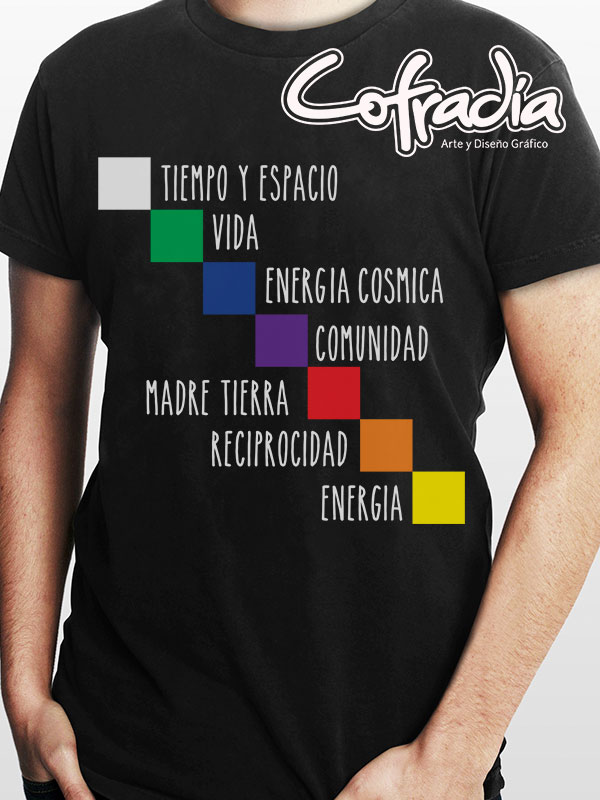 Cofradía
Arte y Diseño Gráfico
TIEMPO Y ESPACIO
VIDA
ENERGIA COSMICA
COMUNIDAD
MADRE TIERRA
RECIPROCIDAD
ENERGIA